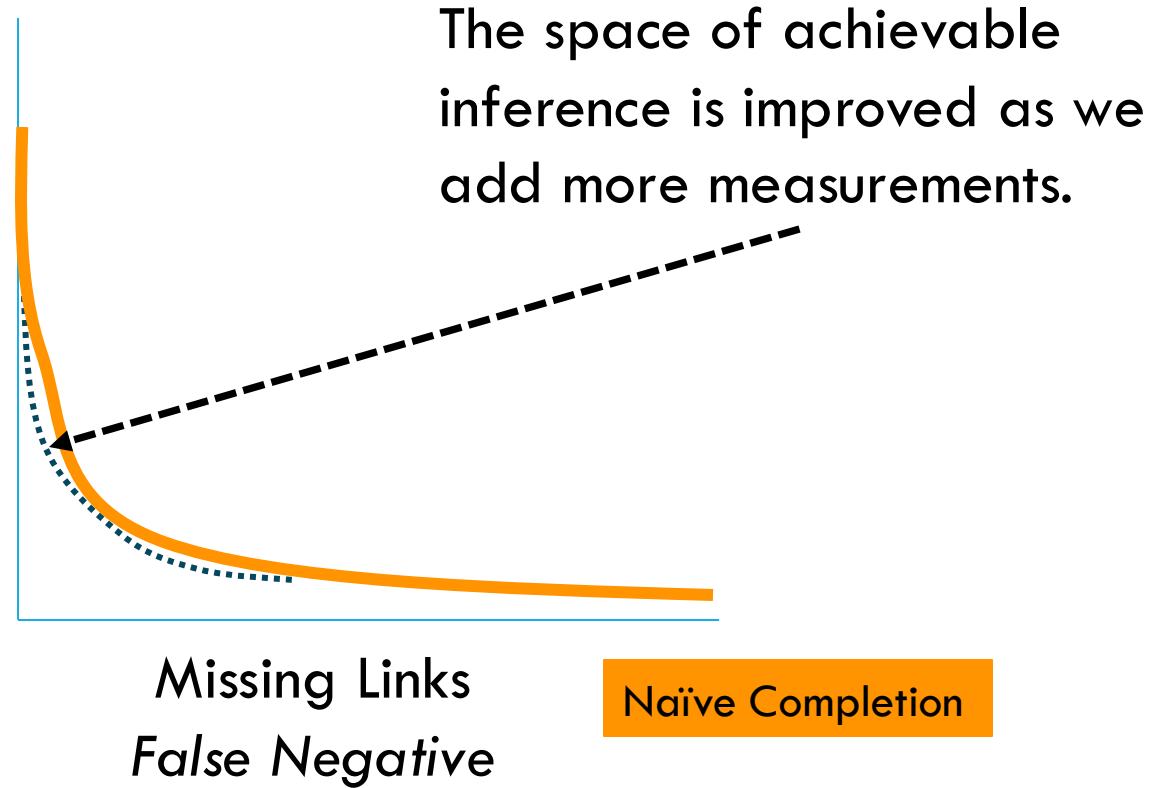 The space of achievable
inference is improved as we
add more measurements.
Missing Links
False Negative
Naïve Completion